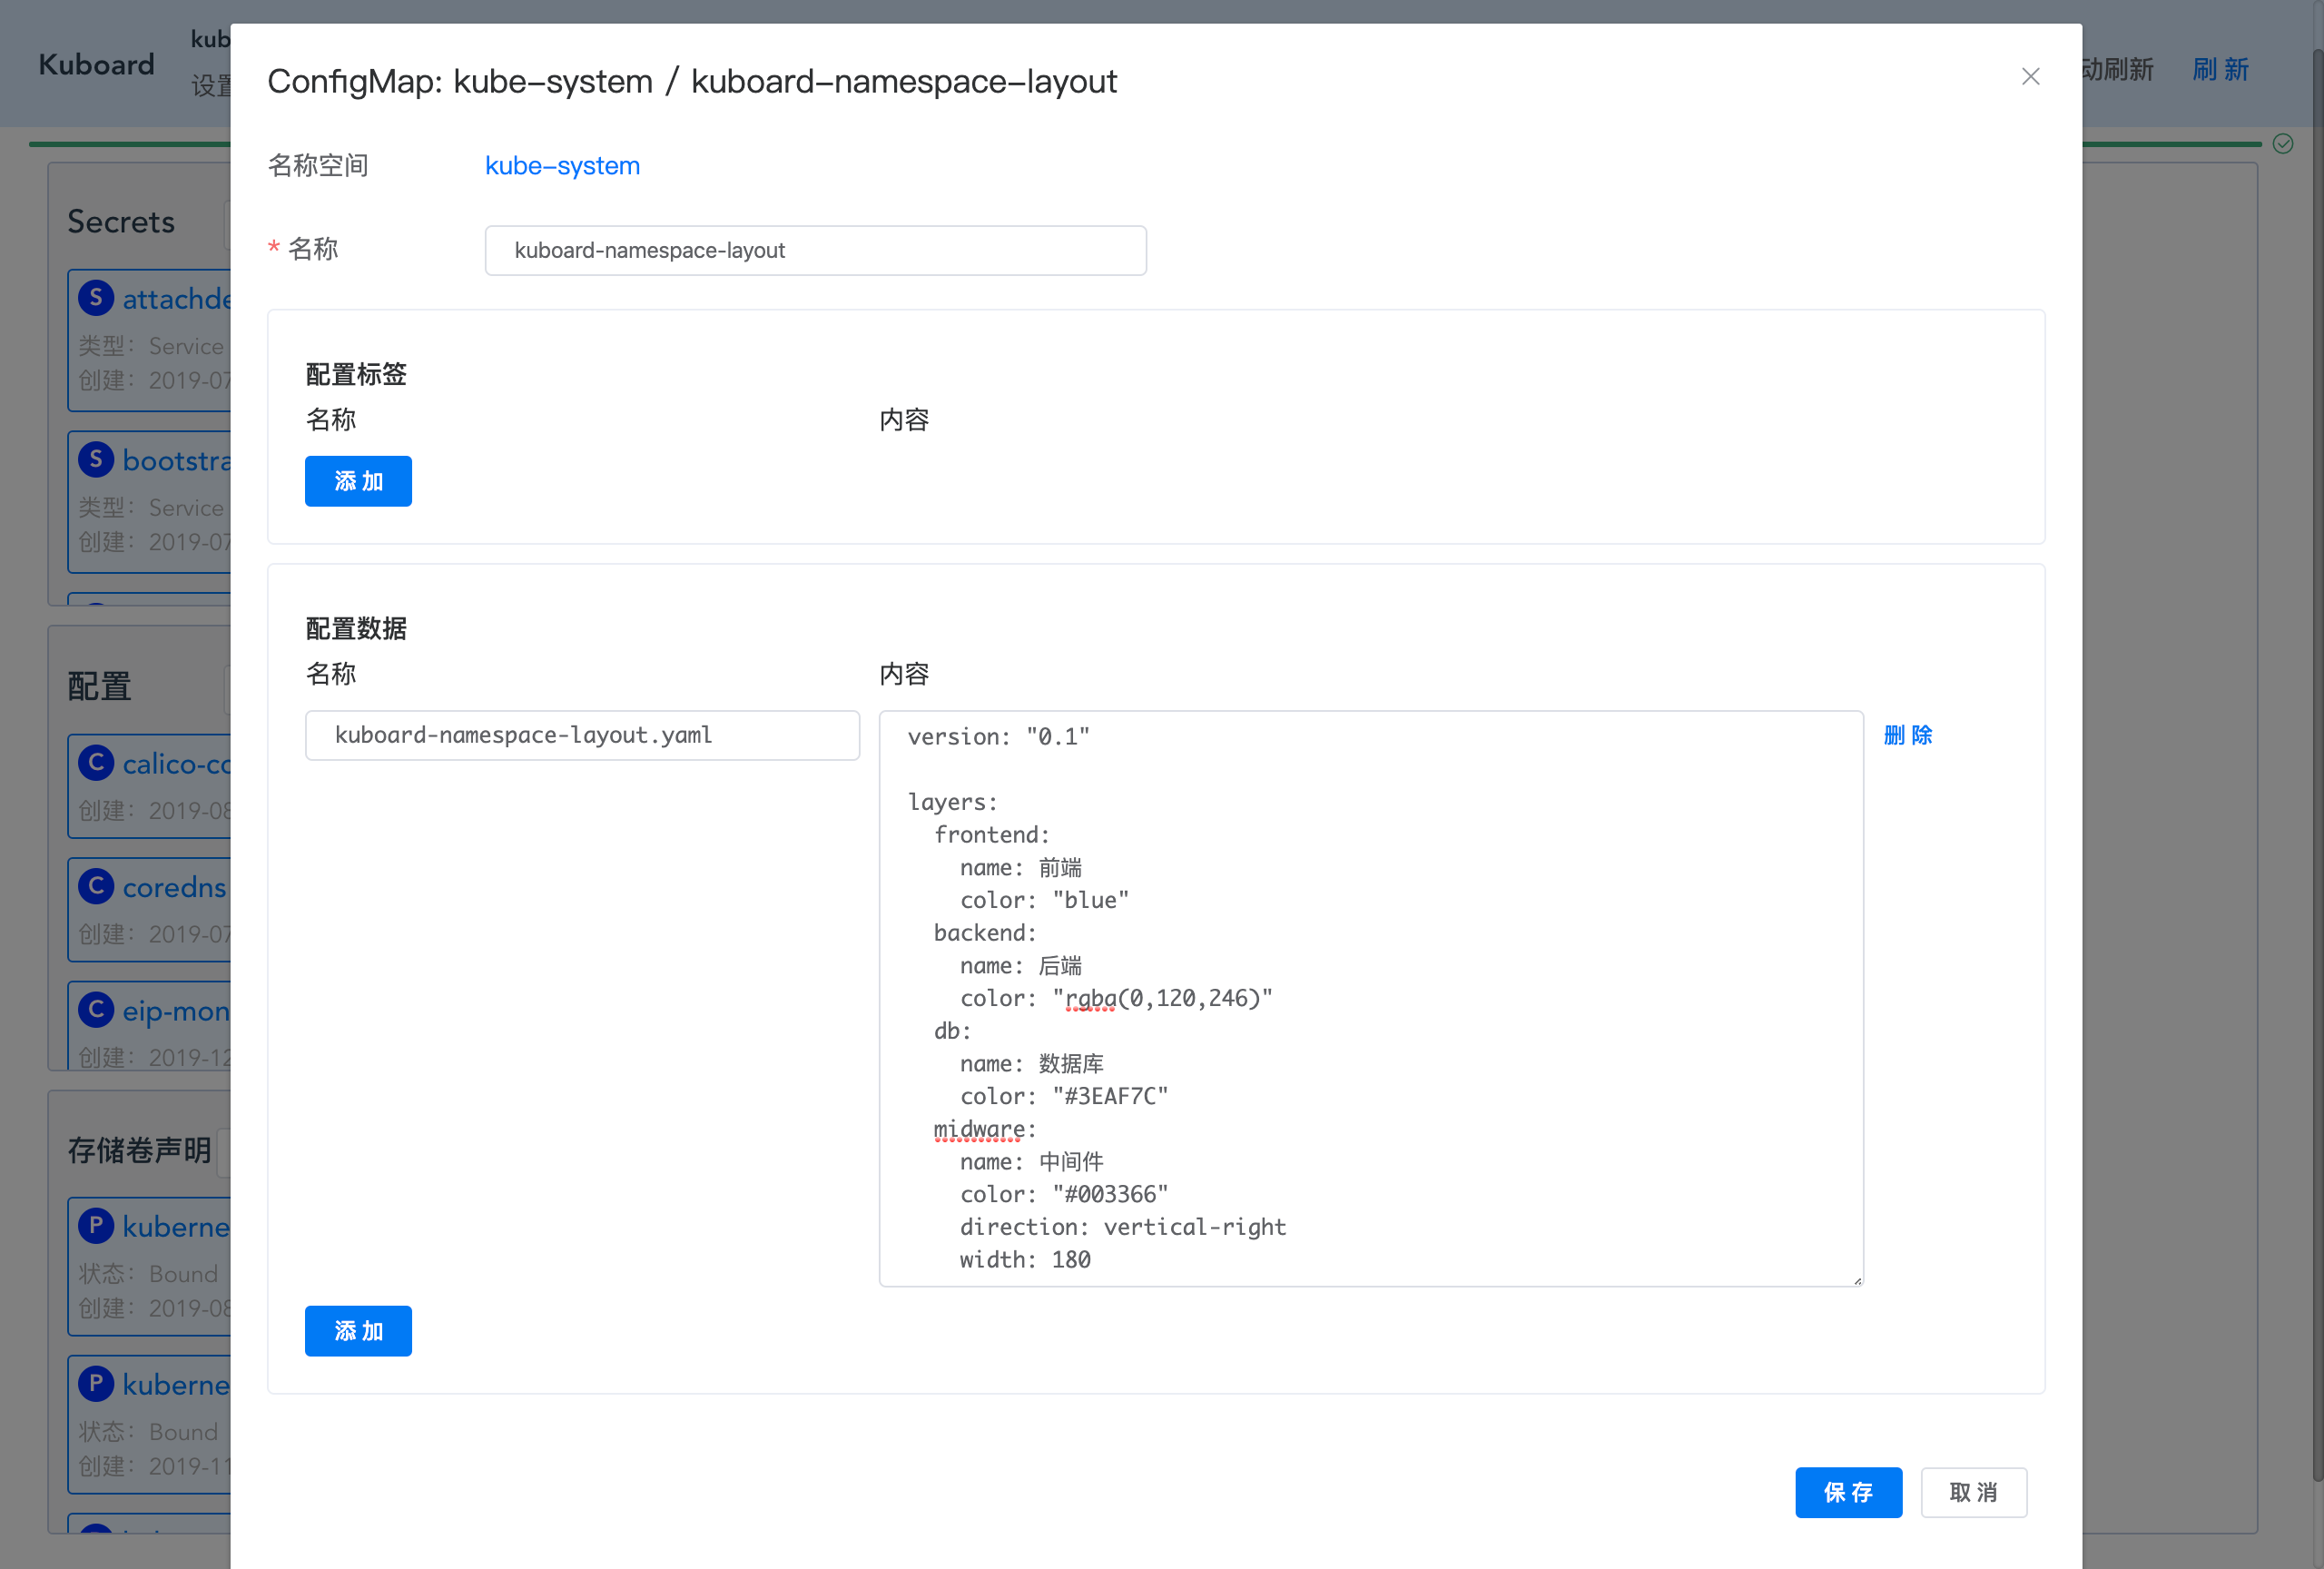 Kuboard
kub
设置
动刷新
刷 新
ConfigMap: kube-system / kuboard-namespace-layout
名称空间
kube-system
* 名称
kuboard-namespace-layout
配置标签
名称
内容
添 加
配置数据
名称
内容
kuboard-namespace-layout.yaml
version: "0.1"
layers:
  frontend:
    name: 前端
    color: "blue"
  backend:
    name: 后端
    color: "rgba(0,120,246)"
  db:
    name: 数据库
    color: "#3EAF7C"
  midware:
    name: 中间件
    color: "#003366"
    direction: vertical-right
    width: 180
删 除
添 加
保 存
取 消
Secrets
S attachde
类型： Service
创建： 2019-07
S bootstra
类型： Service
创建： 2019-07
配置
C calico-co
创建： 2019-08
C coredns
创建： 2019-07
C eip-mon
创建： 2019-12
存储卷声明
P kuberne
状态： Bound
创建： 2019-08
P kuberne
状态： Bound
创建： 2019-11